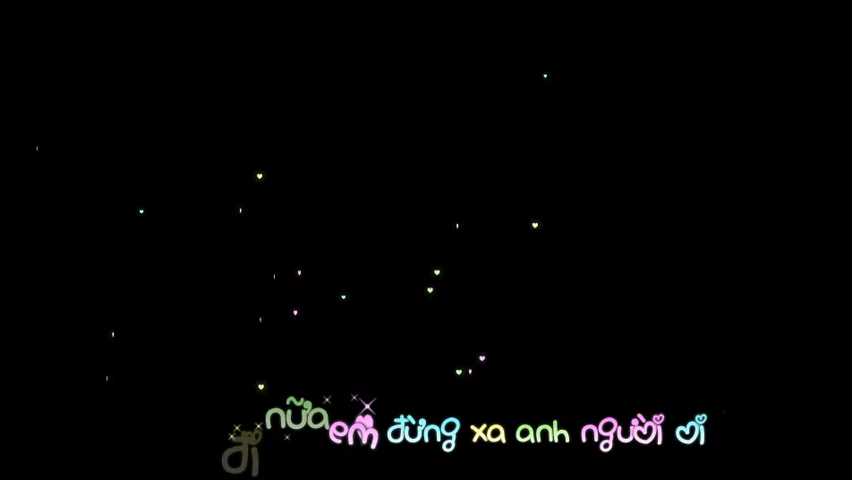 đi nữa em đừng xa anh người ơi